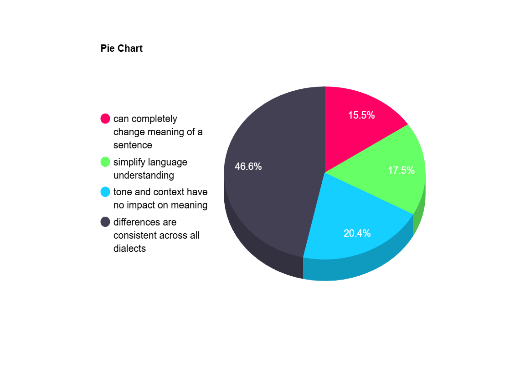 Pie Chart
can completely
change meaning of a
sentence
simplify language
understanding
tone and context have
no impact on meaning
differences are
consistent across all
dialects
15.5%
17.5%
20.4%
46.6%